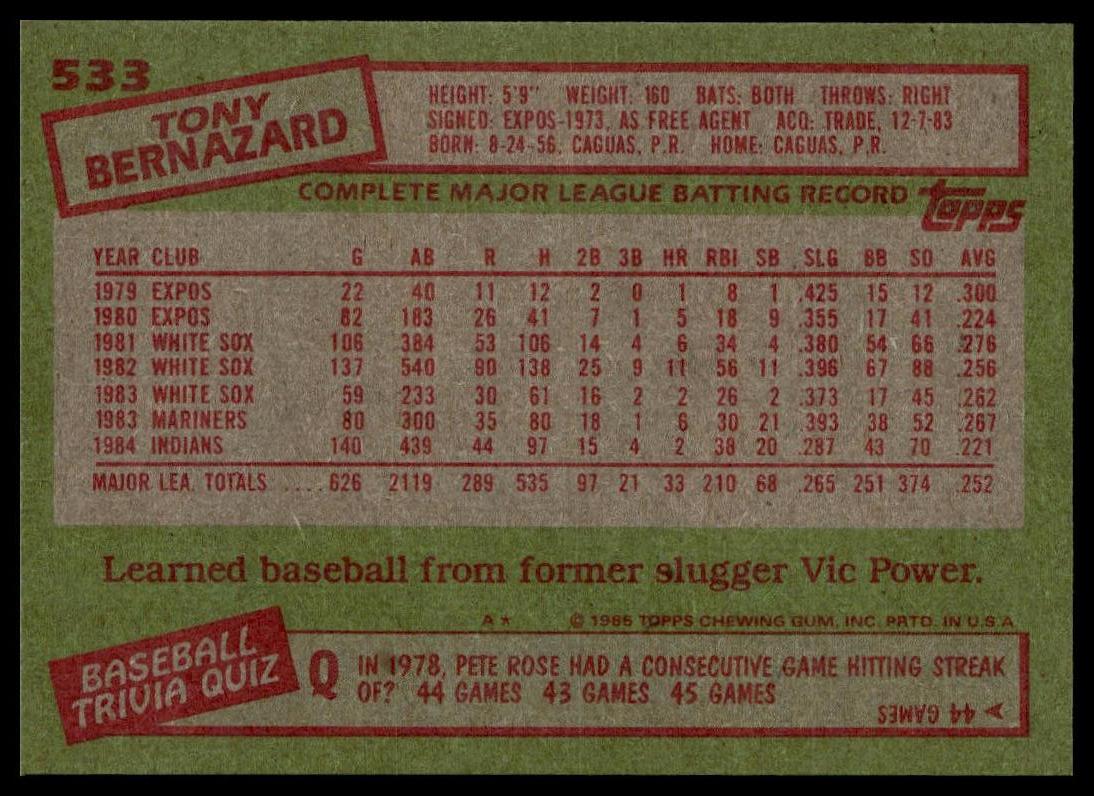 533
TONY
BERNAZARD
HEIGHT: 5'9" WEIGHT: 160 BATS: BOTH THROWS: RIGHT
SIGNED: EXPOS-1973, AS FREE AGENT ACQ: TRADE, 12-7-83
BORN: 8-24-56, CAGUAS, P.R. HOME: CAGUAS, P.R.
COMPLETE MAJOR LEAGUE BATTING RECORD topps
YEAR CLUB G AB R H 2B 3B HR RBI SB SLG BB SO AVG
1979 EXPOS 22 40 11 12 2 0 1 8 1 .425 15 12 .300
1980 EXPOS 82 183 26 41 7 1 5 18 9 .355 17 41 .224
1981 WHITE SOX 106 384 53 106 14 4 6 34 4 .380 54 66 .276
1982 WHITE SOX 137 540 90 138 25 9 11 56 11 .396 67 88 .256
1983 WHITE SOX 59 233 30 61 16 2 2 26 2 .373 17 45 .262
1983 MARINERS 80 300 35 80 18 1 6 30 21 .393 38 52 .267
1984 INDIANS 140 439 44 97 15 4 2 38 20 .287 43 70 .221
MAJOR LEA. TOTALS .... 626 2119 289 535 97 21 33 210 68 .265 251 374 .252
Learned baseball from former slugger Vic Power.
A* © 1985 TOPPS CHEWING GUM, INC. PRTD. IN U.S.A
BASEBALL
TRIVIA QUIZ
Q IN 1978, PETE ROSE HAD A CONSECUTIVE GAME HITTING STREAK
OF? 44 GAMES 43 GAMES 45 GAMES
A 44 GAMES